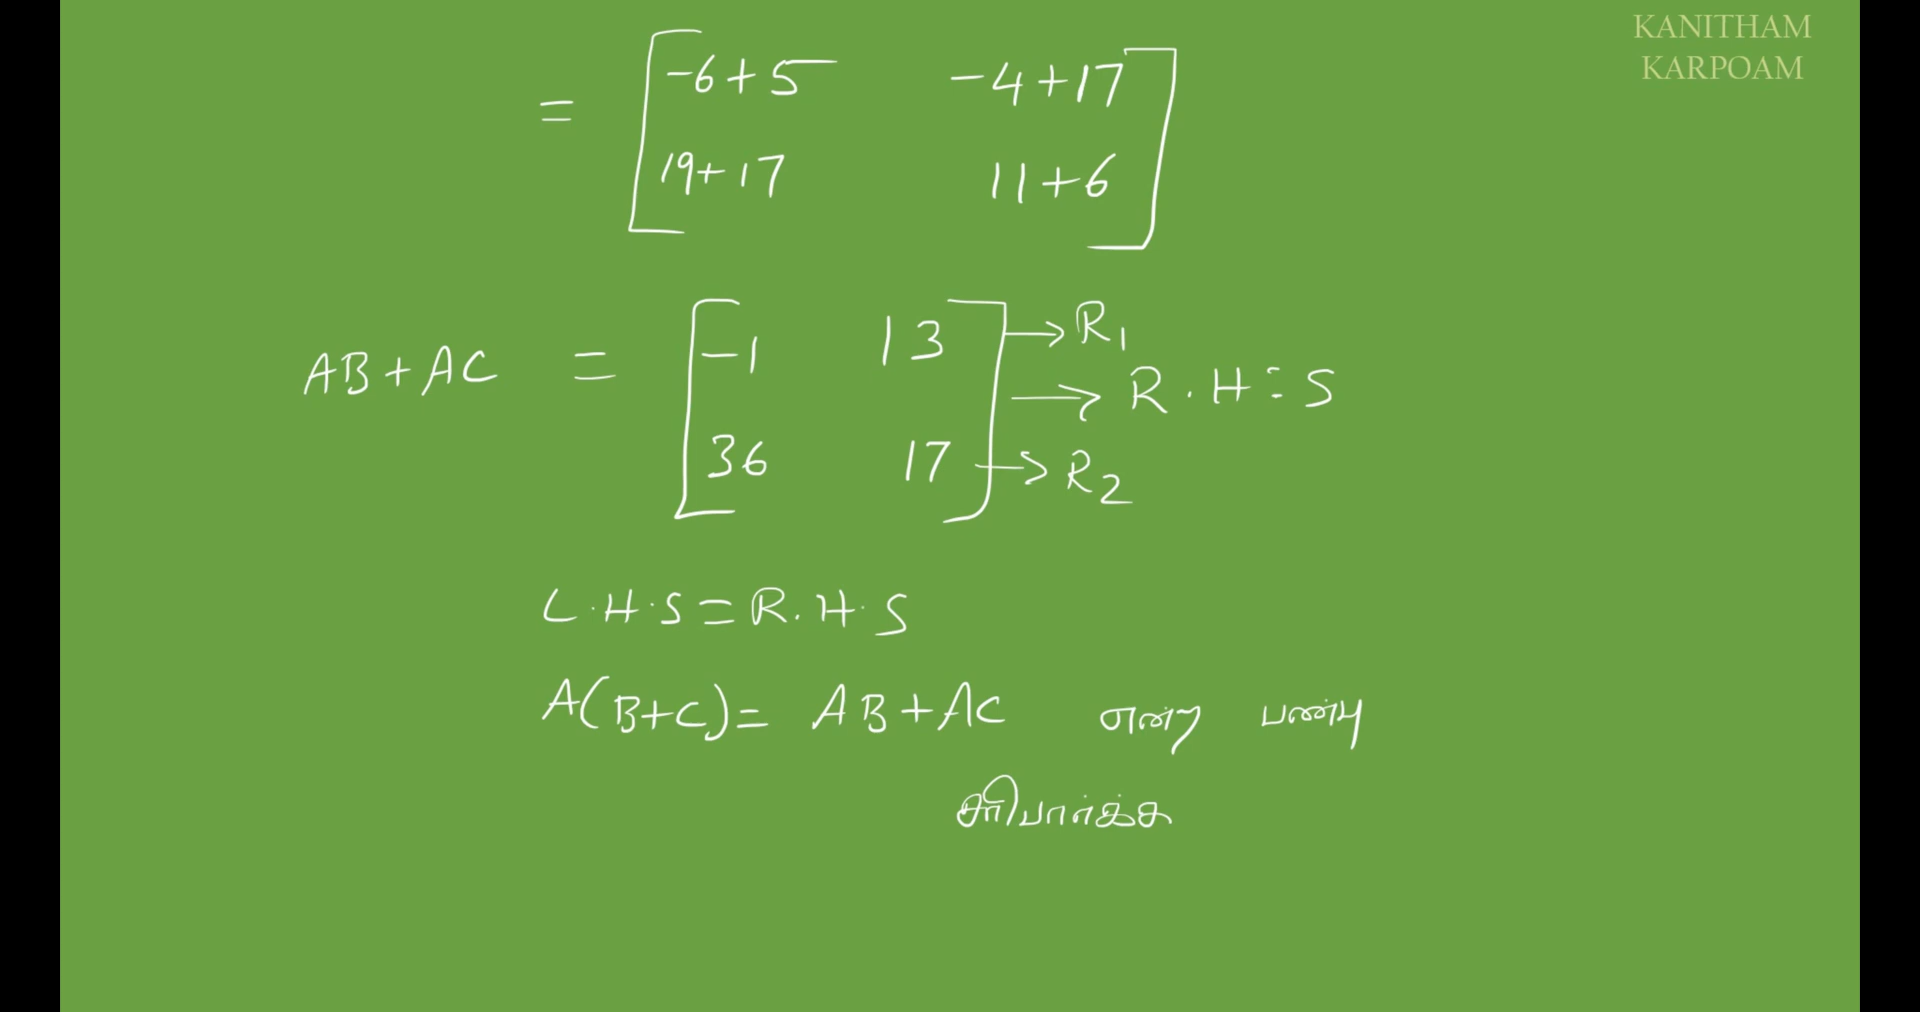 KANITHAM
KARPOAM
= [ -6+5 -4+17
19+17 11+6 ]
AB+AC = [ -1 13 → R1
→ R.H.S
36 17 ] → R2
L.H.S = R.H.S
A(B+C) = AB+AC என்ற பண்பு
சரிபார்க்க